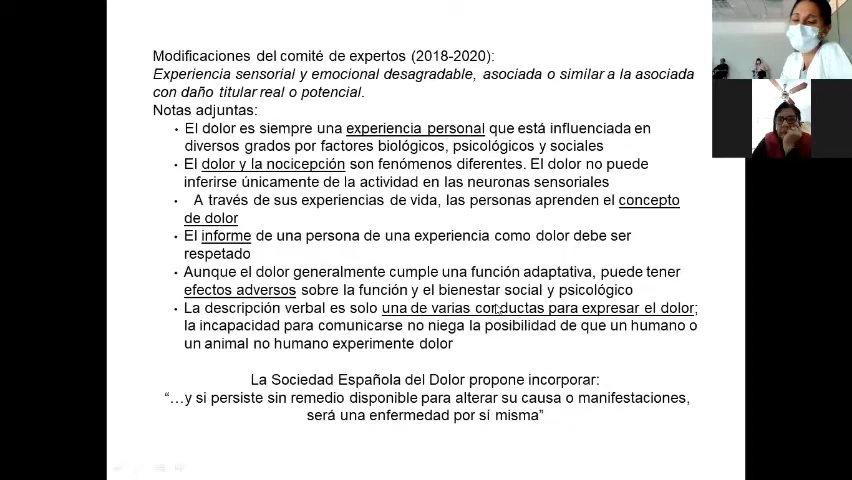 Modificaciones del comité de expertos (2018-2020):
Experiencia sensorial y emocional desagradable, asociada o similar a la asociada
con daño titular real o potencial.
Notas adjuntas:
• El dolor es siempre una experiencia personal que está influenciada en
diversos grados por factores biológicos, psicológicos y sociales
• El dolor y la nocicepción son fenómenos diferentes. El dolor no puede
inferirse únicamente de la actividad en las neuronas sensoriales
• A través de sus experiencias de vida, las personas aprenden el concepto
de dolor
• El informe de una persona de una experiencia como dolor debe ser
respetado
• Aunque el dolor generalmente cumple una función adaptativa, puede tener
efectos adversos sobre la función y el bienestar social y psicológico
• La descripción verbal es solo una de varias conductas para expresar el dolor;
la incapacidad para comunicarse no niega la posibilidad de que un humano o
un animal no humano experimente dolor
La Sociedad Española del Dolor propone incorporar:
“…y si persiste sin remedio disponible para alterar su causa o manifestaciones,
será una enfermedad por sí misma”